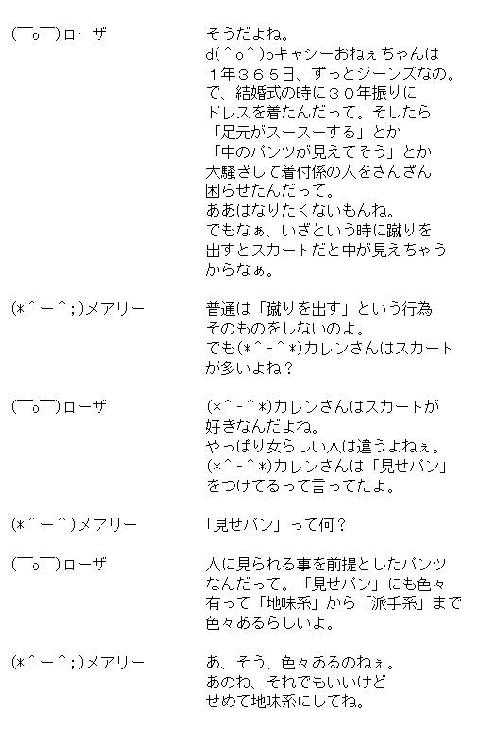 (￣o￣)ローザ　そうだよね。
d(＾o＾)oキャシーおねぇちゃんは
１年３６５日、ずっとジーンズなの。
で、結婚式の時に３０年振りに
ドレスを着たんだって。そしたら
「足元がスースーする」とか
「中のパンツが見えてそう」とか
大騒ぎして着付係の人をさんざん
困らせたんだって。
ああはなりたくないもんね。
でもなぁ、いざという時に蹴りを
出すとスカートだと中が見えちゃう
からなぁ。
(*＾ー＾;)メアリー　普通は「蹴りを出す」という行為
そのものをしないのよ。
でも(*＾-＾*)カレンさんはスカート
が多いよね？
(￣o￣)ローザ　(*＾-＾*)カレンさんはスカートが
好きなんだよね。
やっぱり女らしい人は違うよねぇ。
(*＾-＾*)カレンさんは「見せパン」
をつけてるって言ってたよ。
(*＾ー＾)メアリー　「見せパン」って何？
(￣o￣)ローザ　人に見られる事を前提としたパンツ
なんだって。「見せパン」にも色々
有って「地味系」から「派手系」まで
色々あるらしいよ。
(*＾ー＾;)メアリー　あ、そう、色々あるのねぇ。
あのね、それでもいいけど
せめて地味系にしてね。